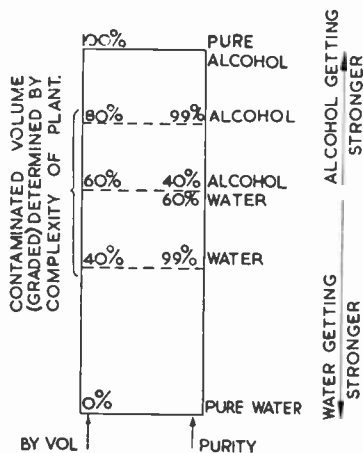 100% PURE
ALCOHOL
80% 99% ALCOHOL
60% 40% ALCOHOL
60% WATER
40% 99% WATER
0% PURE WATER
BY VOL PURITY
CONTAMINATED VOLUME
(GRADED) DETERMINED BY
COMPLEXITY OF PLANT.
ALCOHOL GETTING
STRONGER
WATER GETTING
STRONGER